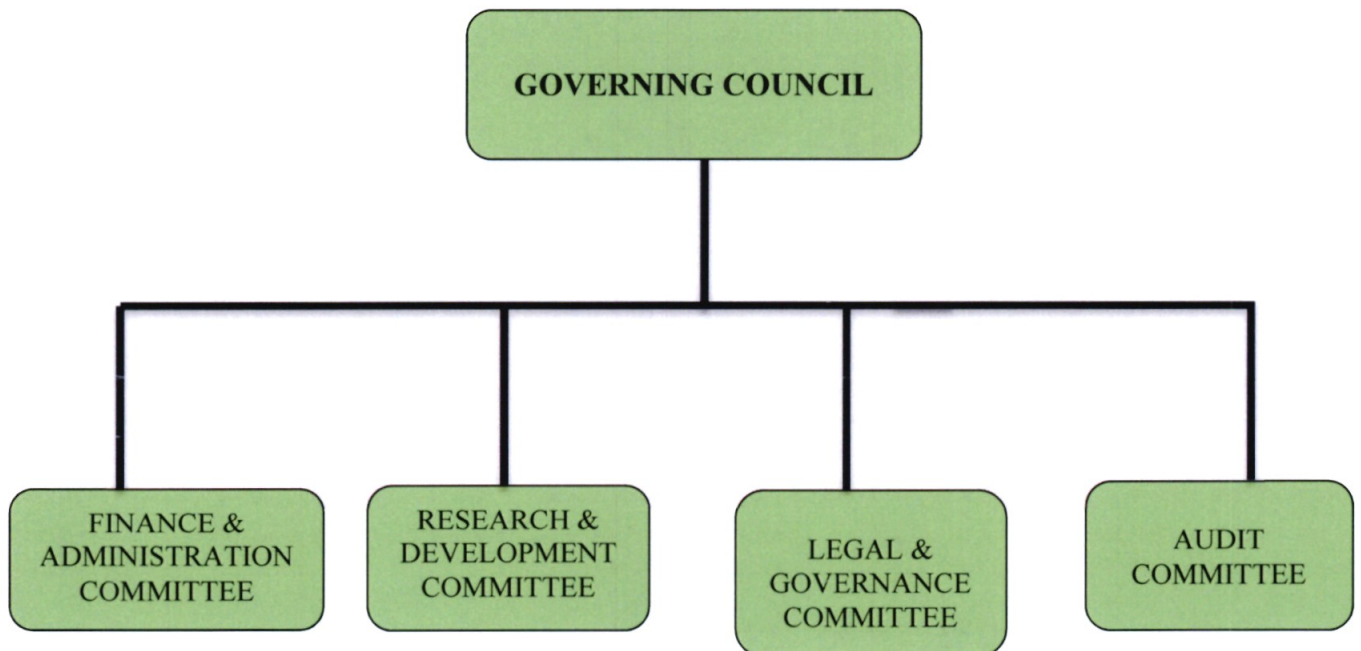 GOVERNING COUNCIL
FINANCE &
ADMINISTRATION
COMMITTEE
RESEARCH &
DEVELOPMENT
COMMITTEE
LEGAL &
GOVERNANCE
COMMITTEE
AUDIT
COMMITTEE